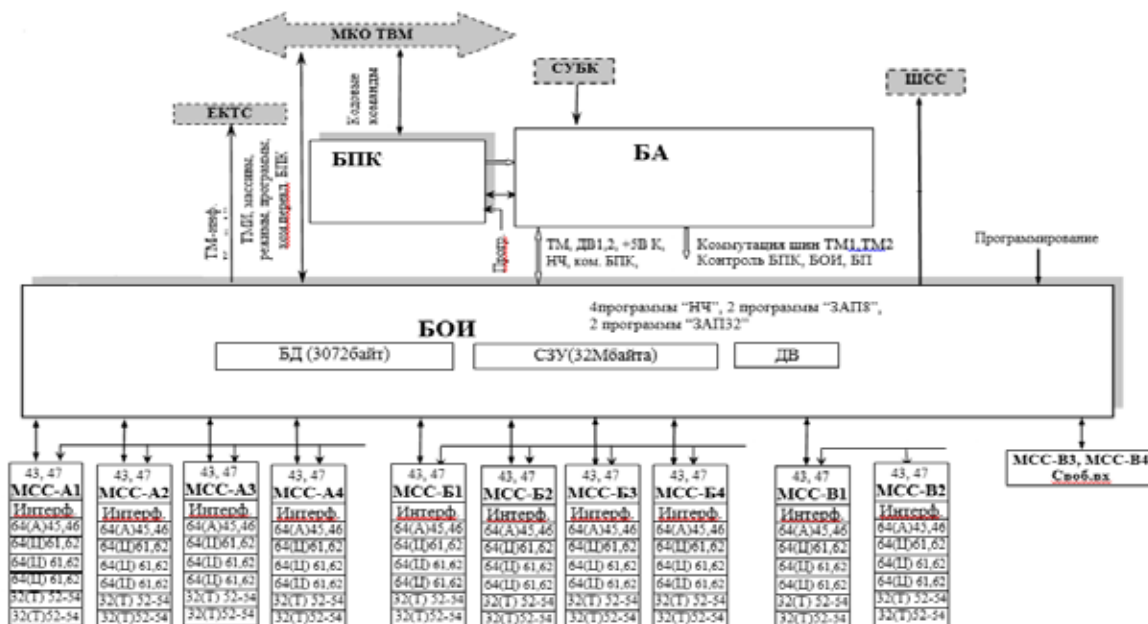 МКО ТВМ
СУБК
ШСС
ЕКТС
Кодовые
команды
БПК
БА
ТМ-инф.
ТМИ, массивы,
режимы, программы,
ком.перекл. БПК
Прогр.
ТМ, ДВ1,2, +5В К,
НЧ, ком. БПК,
Коммутация шин ТМ1,ТМ2
Контроль БПК, БОИ, БП
Программирование
4программы “НЧ”, 2 программы “ЗАП8”,
2 программы “ЗАП32”
БОИ
БД (3072байт)
СЗУ(32Мбайта)
ДВ
43, 47
МСС-А1
Интерф.
64(А)45,46
64(Ц)61,62
64(Ц) 61,62
64(Ц) 61,62
32(Т) 52-54
32(Т)52-54
43, 47
МСС-А2
Интерф.
64(А)45,46
64(Ц)61,62
64(Ц) 61,62
64(Ц) 61,62
32(Т) 52-54
32(Т)52-54
43, 47
МСС-А3
Интерф.
64(А)45,46
64(Ц)61,62
64(Ц) 61,62
64(Ц) 61,62
32(Т) 52-54
32(Т)52-54
43, 47
МСС-А4
Интерф.
64(А)45,46
64(Ц)61,62
64(Ц) 61,62
64(Ц) 61,62
32(Т) 52-54
32(Т)52-54
43, 47
МСС-Б1
Интерф.
64(А)45,46
64(Ц)61,62
64(Ц) 61,62
64(Ц) 61,62
32(Т) 52-54
32(Т)52-54
43, 47
МСС-Б2
Интерф.
64(А)45,46
64(Ц)61,62
64(Ц) 61,62
64(Ц) 61,62
32(Т) 52-54
32(Т)52-54
43, 47
МСС-Б3
Интерф.
64(А)45,46
64(Ц)61,62
64(Ц) 61,62
64(Ц) 61,62
32(Т) 52-54
32(Т)52-54
43, 47
МСС-Б4
Интерф.
64(А)45,46
64(Ц)61,62
64(Ц) 61,62
64(Ц) 61,62
32(Т) 52-54
32(Т)52-54
43, 47
МСС-В1
Интерф.
64(А)45,46
64(Ц)61,62
64(Ц) 61,62
64(Ц) 61,62
32(Т) 52-54
32(Т)52-54
43, 47
МСС-В2
Интерф.
64(А)45,46
64(Ц)61,62
64(Ц) 61,62
64(Ц) 61,62
32(Т) 52-54
32(Т)52-54
МСС-В3, МСС-В4
Своб.вх